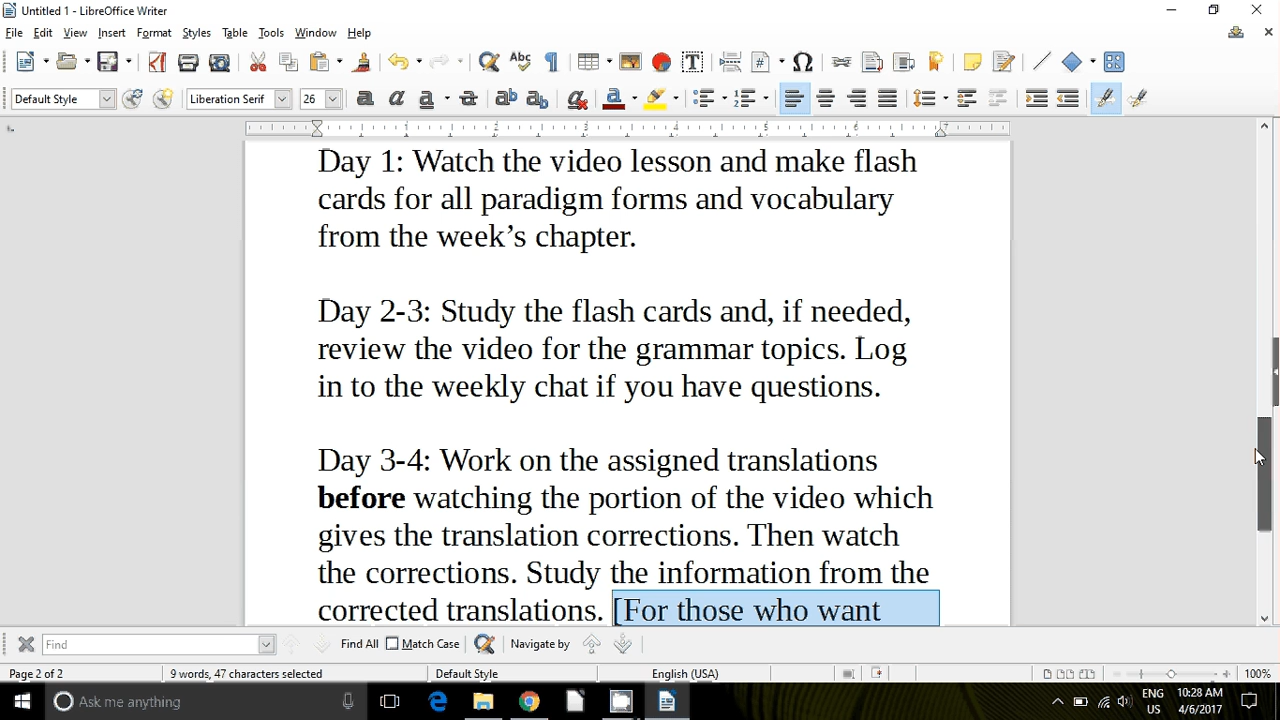 Untitled 1 - LibreOffice Writer
File Edit View Insert Format Styles Table Tools Window Help
Default Style Liberation Serif 26
Day 1: Watch the video lesson and make flash
cards for all paradigm forms and vocabulary
from the week’s chapter.
Day 2-3: Study the flash cards and, if needed,
review the video for the grammar topics. Log
in to the weekly chat if you have questions.
Day 3-4: Work on the assigned translations
before watching the portion of the video which
gives the translation corrections. Then watch
the corrections. Study the information from the
corrected translations. [For those who want
Find Find All Match Case Navigate by
Page 2 of 2 9 words, 47 characters selected Default Style English (USA) 100%
Ask me anything ENG US 10:28 AM 4/6/2017